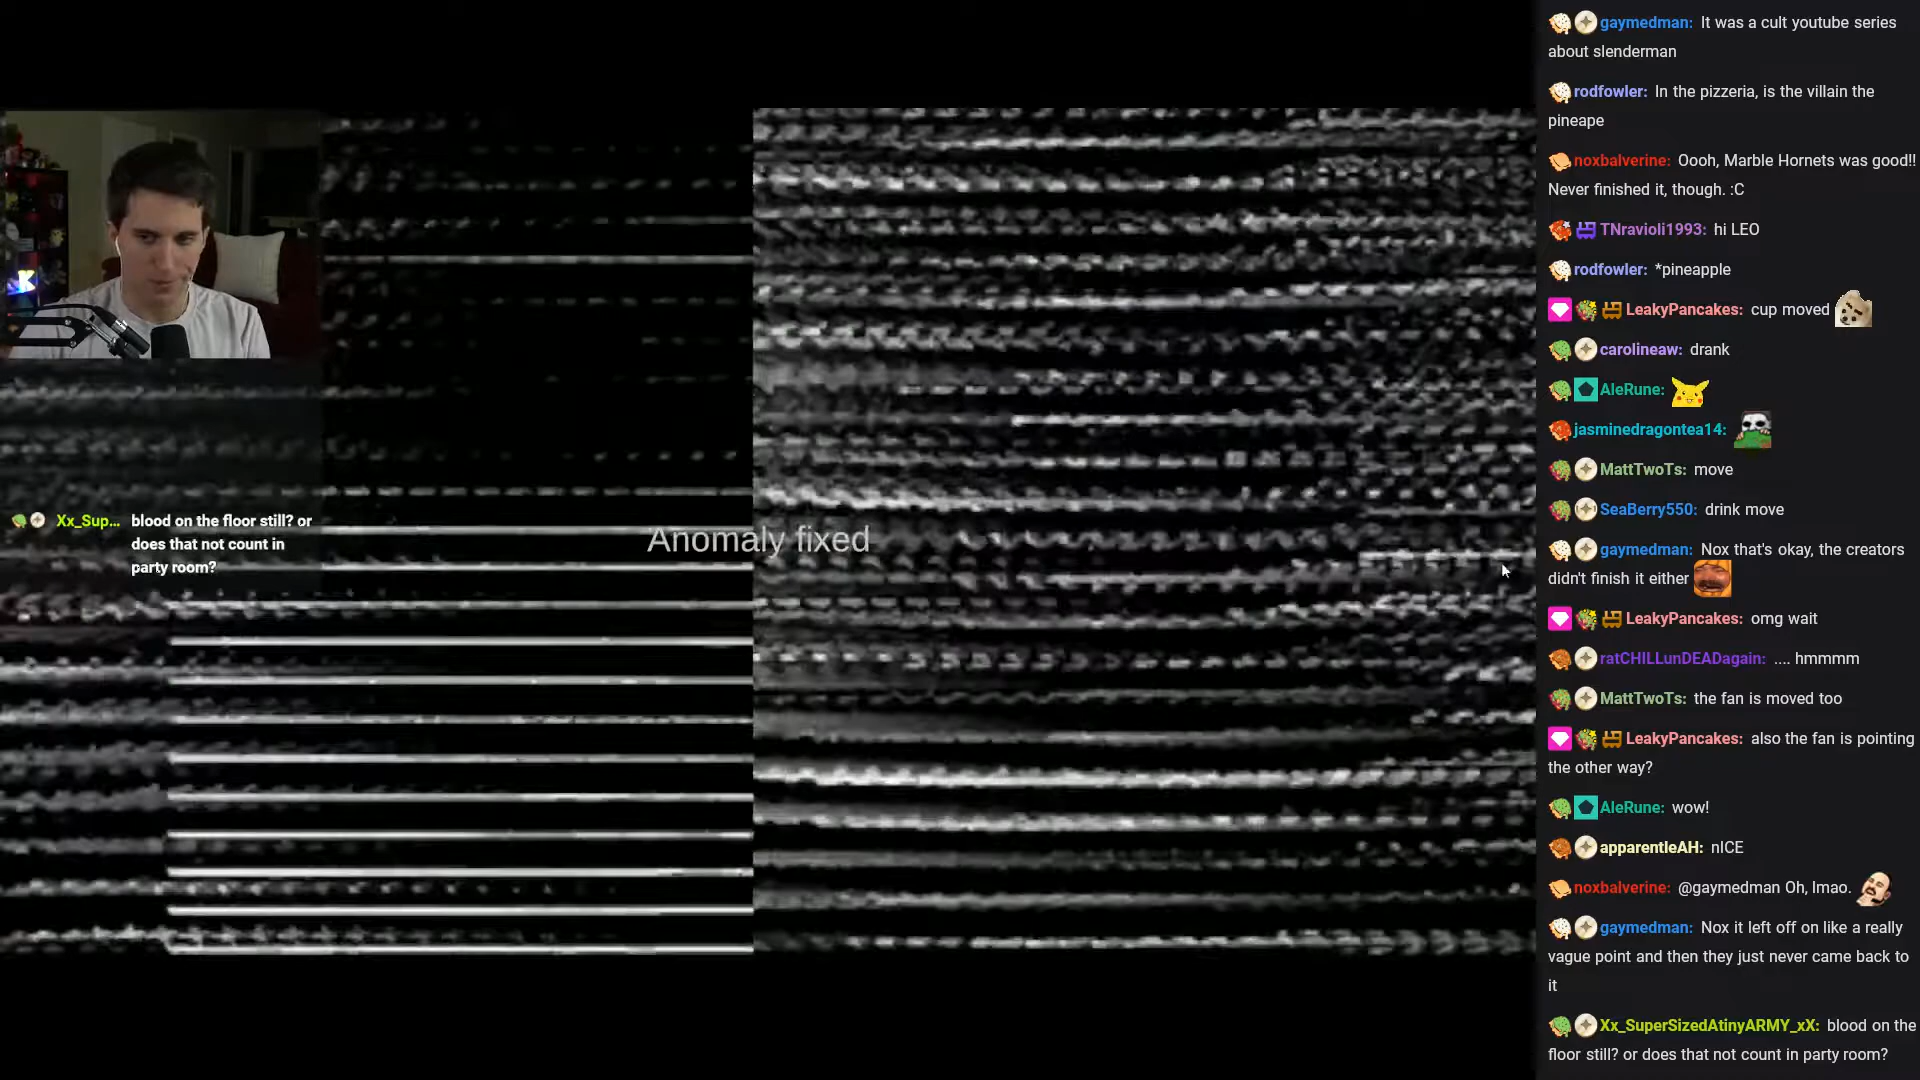 Xx_Sup... blood on the floor still? or
does that not count in
party room?
Anomaly fixed
gaymedman: It was a cult youtube series
about slenderman
rodfowler: In the pizzeria, is the villain the
pineape
noxbalverine: Oooh, Marble Hornets was good!!
Never finished it, though. :C
TNravioli1993: hi LEO
rodfowler: *pineapple
LeakyPancakes: cup moved
carolineaw: drank
AleRune:
jasminedragontea14:
MattTwoTs: move
SeaBerry550: drink move
gaymedman: Nox that's okay, the creators
didn't finish it either
LeakyPancakes: omg wait
ratCHILLunDEADagain: .... hmmmm
MattTwoTs: the fan is moved too
LeakyPancakes: also the fan is pointing
the other way?
AleRune: wow!
apparentleAH: nICE
noxbalverine: @gaymedman Oh, lmao.
gaymedman: Nox it left off on like a really
vague point and then they just never came back to
it
Xx_SuperSizedAtinyARMY_xX: blood on the
floor still? or does that not count in party room?